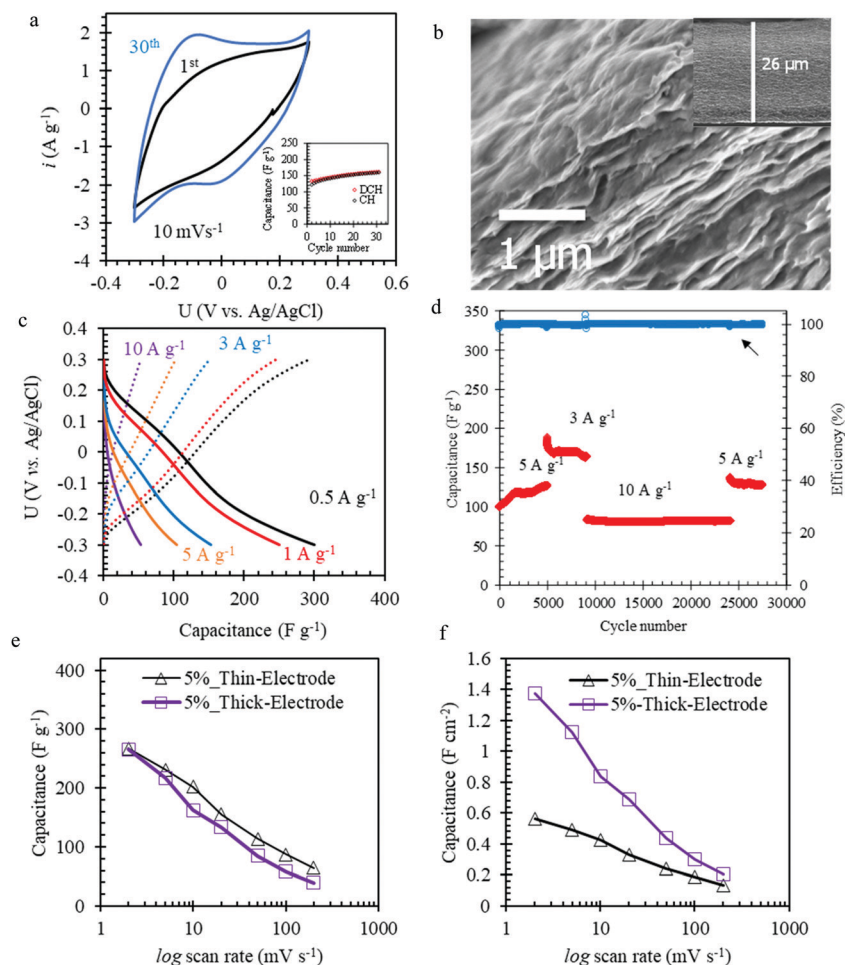 a
i (A g⁻¹)
4
3
2
1
0
-1
-2
-3
-4
30ᵗʰ
1ˢᵗ
10 mVs⁻¹
-0.6 -0.4 -0.2 0 0.2 0.4 0.6
U (V vs. Ag/AgCl)
Capacitance (F g⁻¹)
250
200
150
100
50
0
DCH
CH
0 10 20 30
Cycle number
b
26 µm
1 µm
c
U (V vs. Ag/AgCl)
0.4
0.3
0.2
0.1
0
-0.1
-0.2
-0.3
-0.4
10 A g⁻¹
3 A g⁻¹
0.5 A g⁻¹
5 A g⁻¹
1 A g⁻¹
0 100 200 300 400
Capacitance (F g⁻¹)
d
Capacitance (F g⁻¹)
350
300
250
200
150
100
50
0
5 A g⁻¹
3 A g⁻¹
10 A g⁻¹
5 A g⁻¹
100
80
60
40
20
0
Efficiency (%)
0 5000 10000 15000 20000 25000 30000
Cycle number
e
Capacitance (F g⁻¹)
400
300
200
100
0
5%_Thin-Electrode
5%_Thick-Electrode
1 10 100 1000
log scan rate (mV s⁻¹)
f
Capacitance (F cm⁻²)
1.6
1.4
1.2
1
0.8
0.6
0.4
0.2
0
5%_Thin-Electrode
5%-Thick-Electrode
1 10 100 1000
log scan rate (mV s⁻¹)